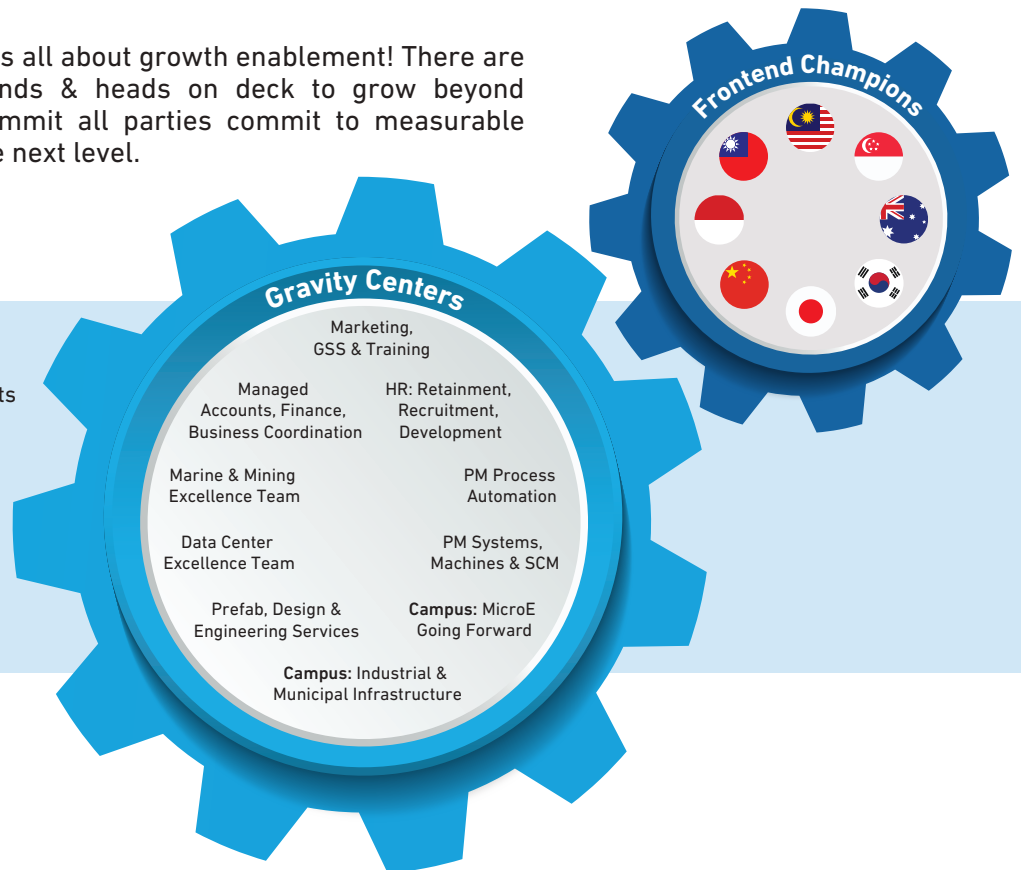 s all about growth enablement! There are
nds & heads on deck to grow beyond
mmit all parties commit to measurable
e next level.
Frontend Champions
Gravity Centers
Marketing,
GSS & Training
ts
Managed
Accounts, Finance,
Business Coordination
HR: Retainment,
Recruitment,
Development
Marine & Mining
Excellence Team
PM Process
Automation
Data Center
Excellence Team
PM Systems,
Machines & SCM
Prefab, Design &
Engineering Services
Campus: MicroE
Going Forward
Campus: Industrial &
Municipal Infrastructure